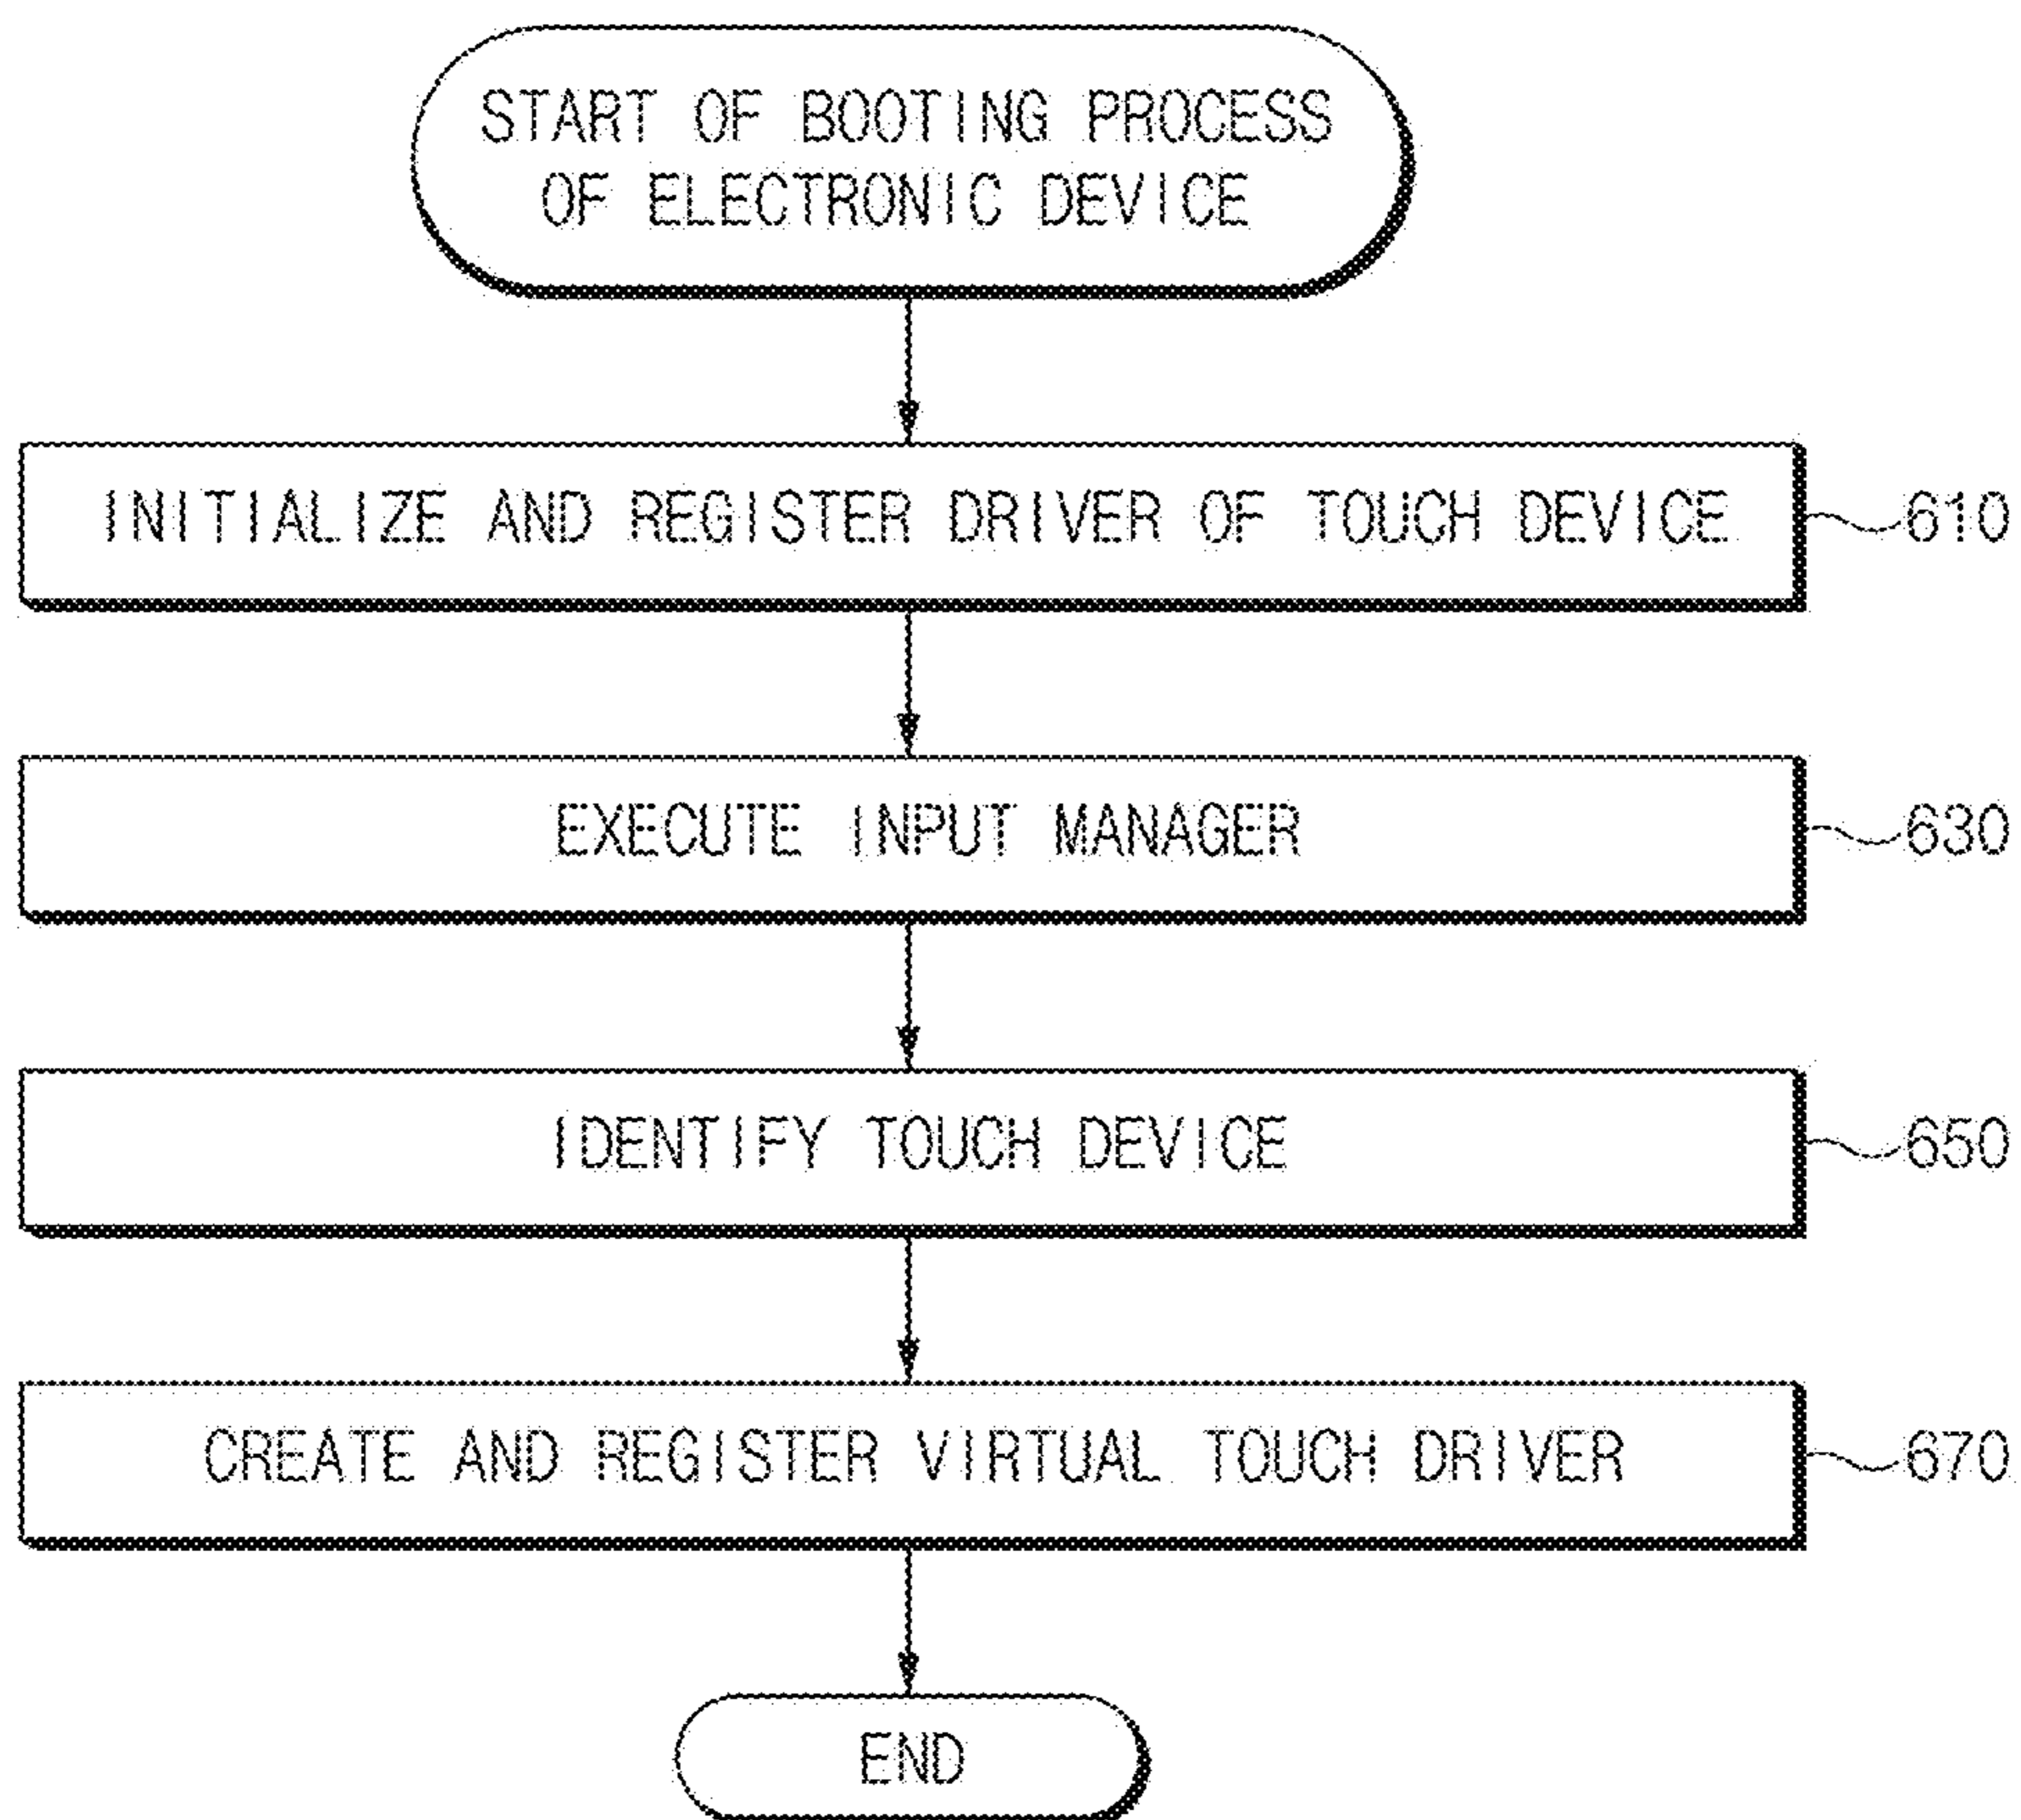 START OF BOOTING PROCESS
OF ELECTRONIC DEVICE
INITIALIZE AND REGISTER DRIVER OF TOUCH DEVICE
610
EXECUTE INPUT MANAGER
630
IDENTIFY TOUCH DEVICE
650
CREATE AND REGISTER VIRTUAL TOUCH DRIVER
670
END